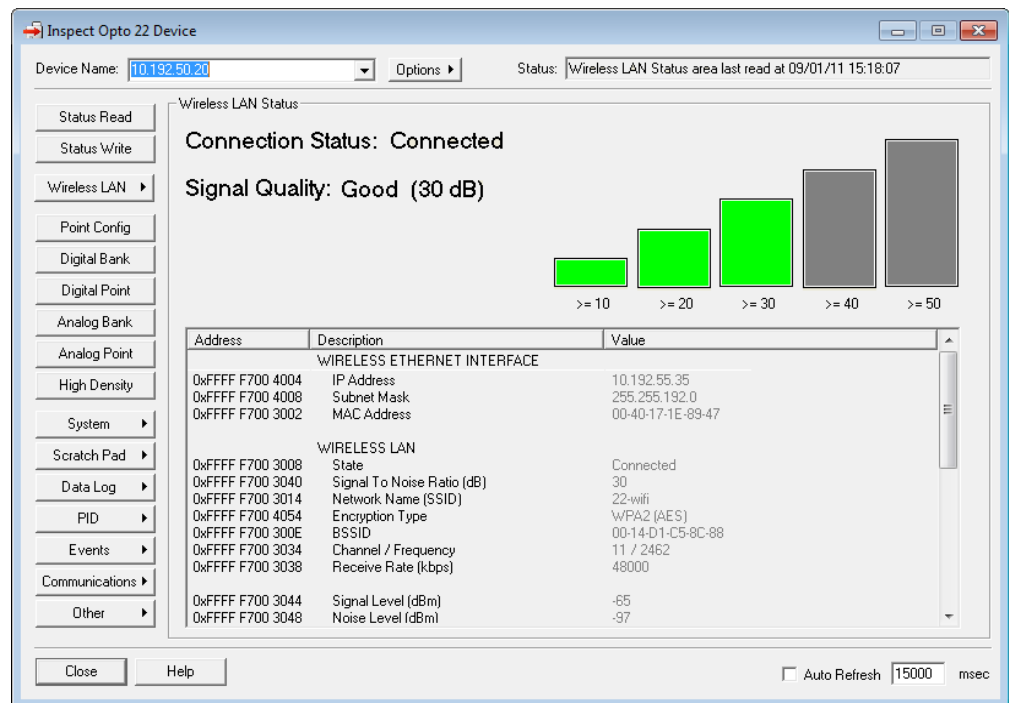 Inspect Opto 22 Device
Device Name: 10.192.50.20 Options Status: Wireless LAN Status area last read at 09/01/11 15:18:07
Status Read
Status Write
Wireless LAN
Point Config
Digital Bank
Digital Point
Analog Bank
Analog Point
High Density
System
Scratch Pad
Data Log
PID
Events
Communications
Other
Wireless LAN Status
Connection Status: Connected
Signal Quality: Good (30 dB)
>= 10 >= 20 >= 30 >= 40 >= 50
Address Description Value
WIRELESS ETHERNET INTERFACE
0xFFFF F700 4004 IP Address 10.192.55.35
0xFFFF F700 4008 Subnet Mask 255.255.192.0
0xFFFF F700 3002 MAC Address 00-40-17-1E-89-47
WIRELESS LAN
0xFFFF F700 3008 State Connected
0xFFFF F700 3040 Signal To Noise Ratio (dB) 30
0xFFFF F700 3014 Network Name (SSID) 22-wifi
0xFFFF F700 4054 Encryption Type WPA2 (AES)
0xFFFF F700 300E BSSID 00-14-D1-C5-8C-88
0xFFFF F700 3034 Channel / Frequency 11 / 2462
0xFFFF F700 3038 Receive Rate (kbps) 48000
0xFFFF F700 3044 Signal Level (dBm) -65
0xFFFF F700 3048 Noise Level (dBm) -97
Close Help Auto Refresh 15000 msec